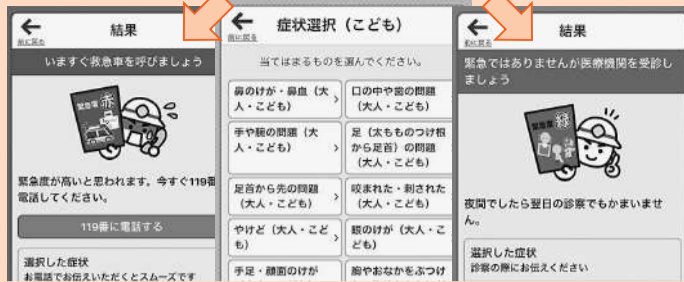 結果
前に戻る
いますぐ救急車を呼びましょう
緊急度 赤
緊急度が高いと思われます。今すぐ119番
電話してください。
119番に電話する
選択した症状
お電話でお伝えいただくとスムーズです
症状選択(こども)
前に戻る
当てはまるものを選んでください。
鼻のけが・鼻血(大
人・こども)
口の中や歯の問題
(大人・こども)
手や腕の問題(大
人・こども)
足(太もものつけ根
から足首)の問題
(大人・こども)
足首から先の問題
(大人・こども)
咬まれた・刺された
(大人・こども)
やけど(大人・こど
も)
眼のけが(大人・こ
ども)
手足・顔面のけが
胸やおなかをぶつけ
結果
前に戻る
緊急ではありませんが医療機関を受診し
ましょう
緊急度 緑
夜間でしたら翌日の診察でもかまいませ
ん。
選択した症状
診察の際にお伝えください